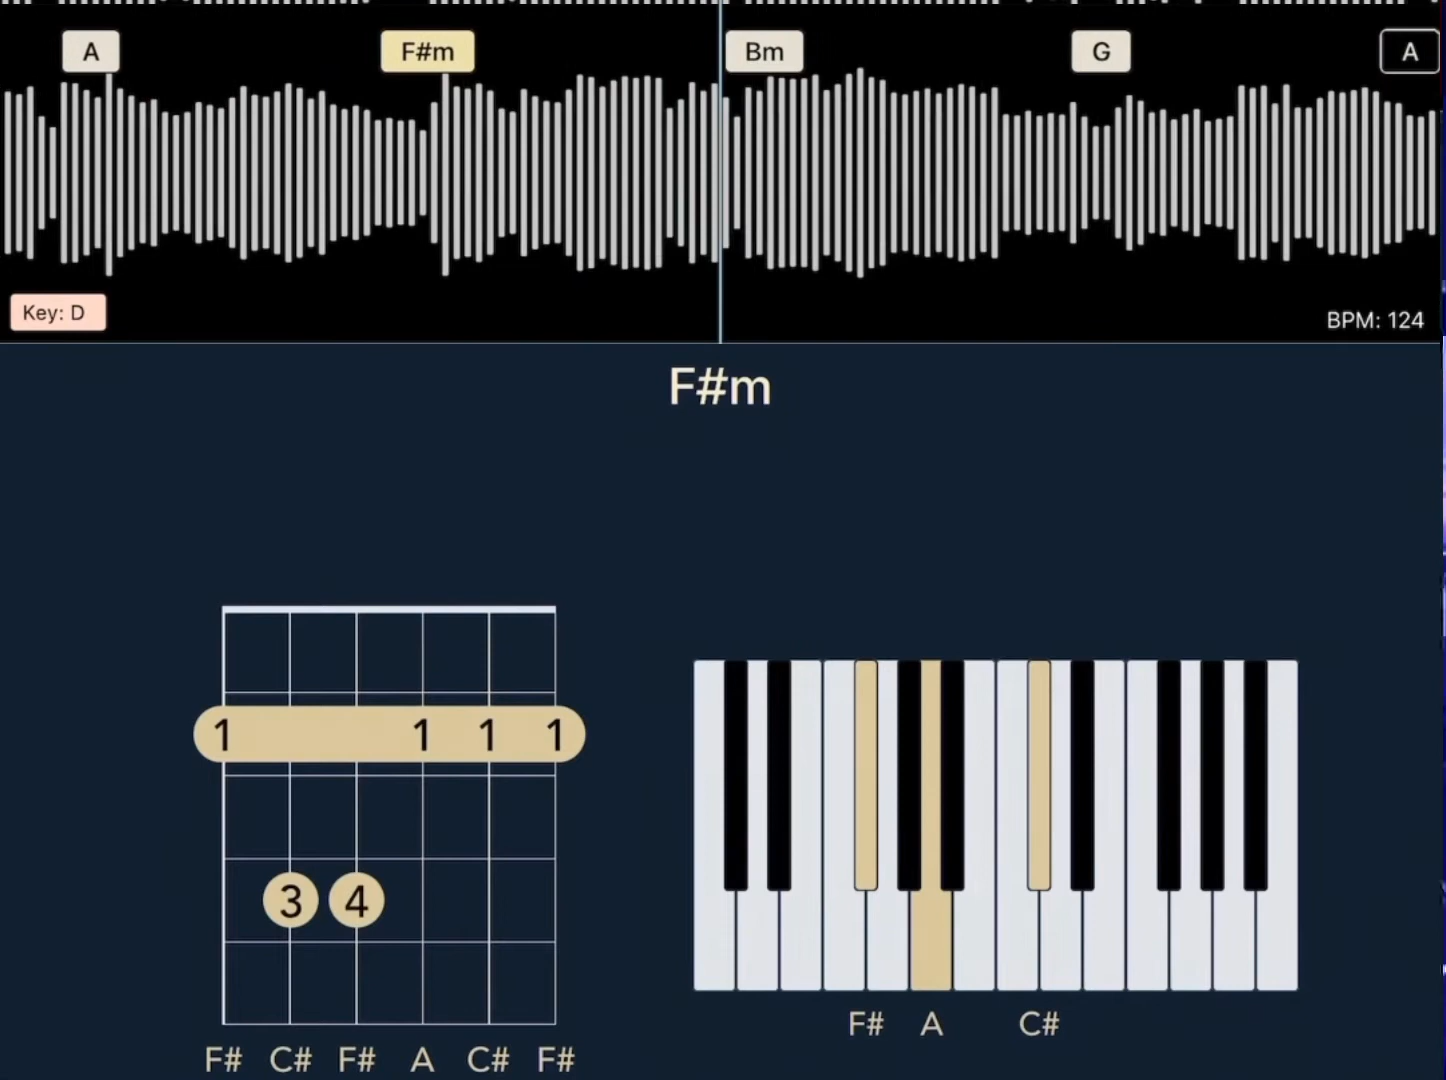 A F#m Bm G A
Key: D
BPM: 124
F#m
1 1 1 1
3 4
F# C# F# A C# F#
F# A C#